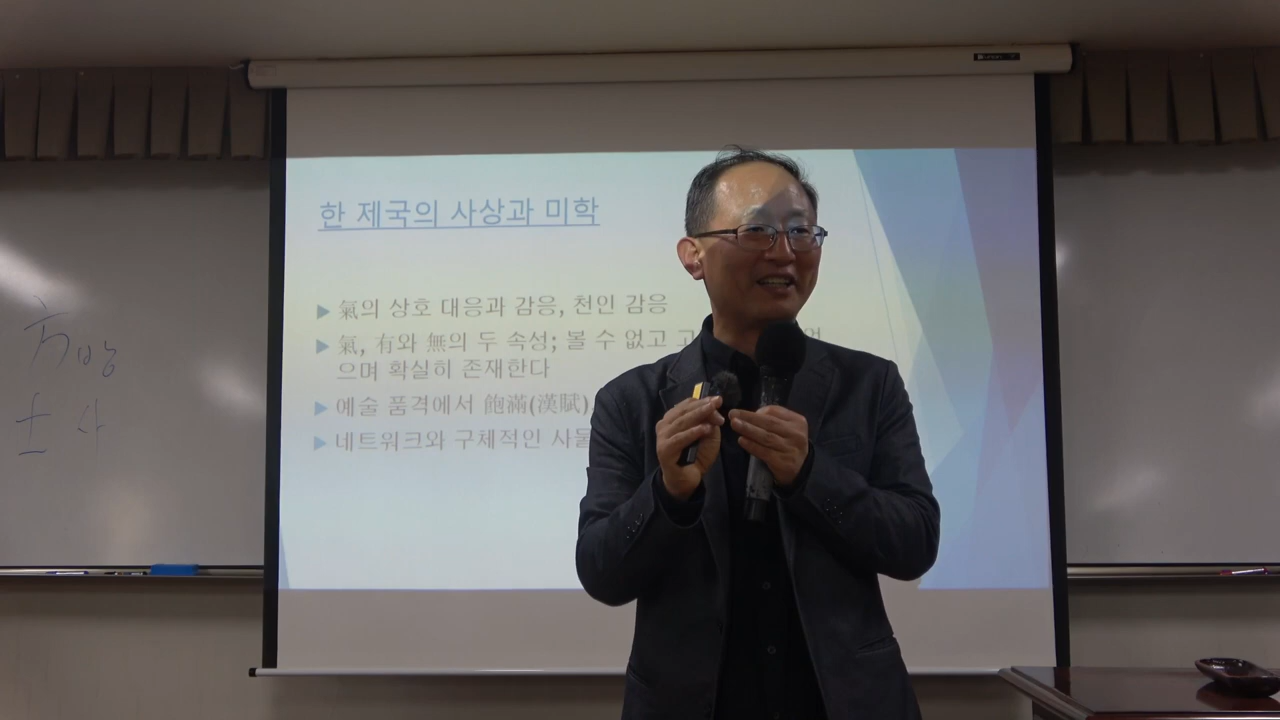 한 제국의 사상과 미학
氣의 상호 대응과 감응, 천인 감응
氣, 有와 無의 두 속성; 볼 수 없고
으며 확실히 존재한다
예술 품격에서 飽滿(漢賦)
네트워크와 구체적인 사물
방
士 사